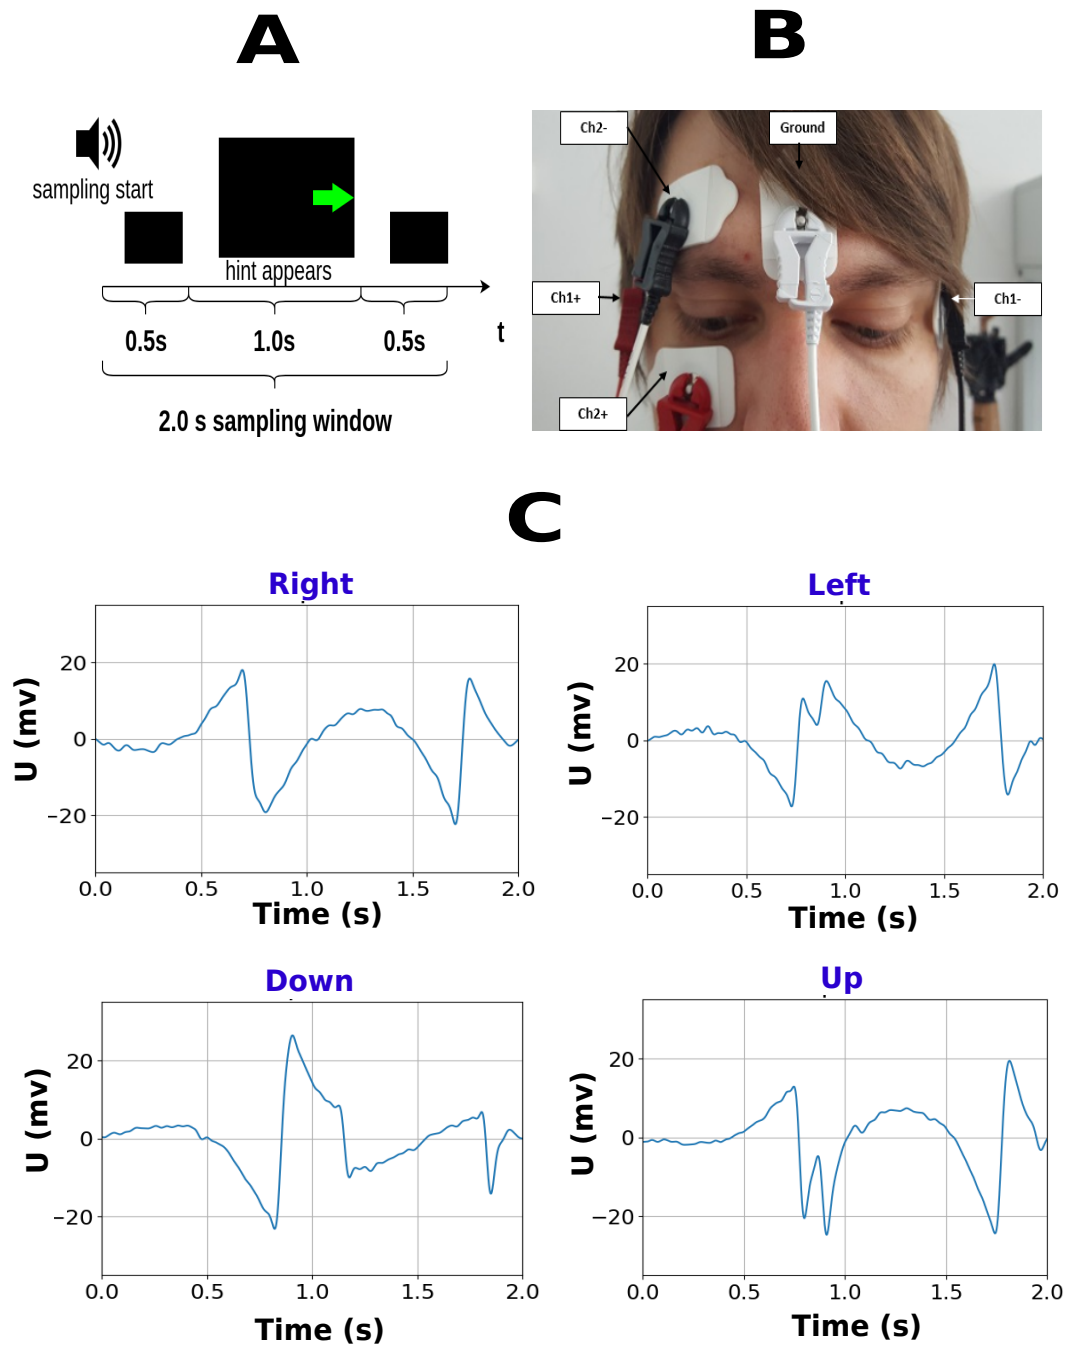 A
B
sampling start
hint appears
0.5s
1.0s
0.5s
t
2.0 s sampling window
Ch2-
Ground
Ch1+
Ch1-
Ch2+
C
Right
U (mv)
20
0
−20
0.0 0.5 1.0 1.5 2.0
Time (s)
Left
U (mv)
20
0
−20
0.0 0.5 1.0 1.5 2.0
Time (s)
Down
U (mv)
20
0
−20
0.0 0.5 1.0 1.5 2.0
Time (s)
Up
U (mv)
20
0
−20
0.0 0.5 1.0 1.5 2.0
Time (s)